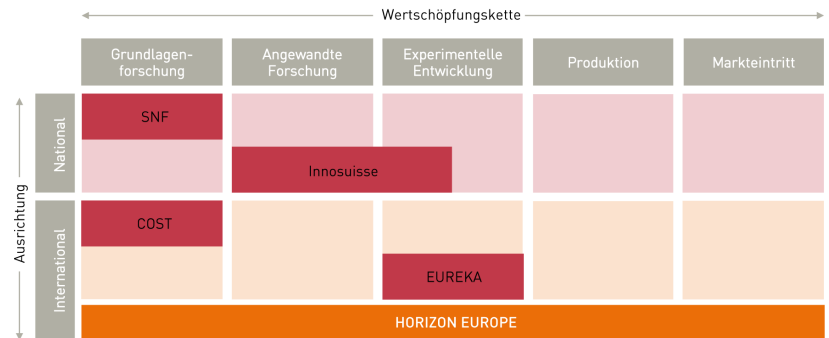 Wertschöpfungskette
Grundlagen-
forschung
Angewandte
Forschung
Experimentelle
Entwicklung
Produktion
Markteintritt
Ausrichtung
National
SNF
Innosuisse
International
COST
EUREKA
HORIZON EUROPE